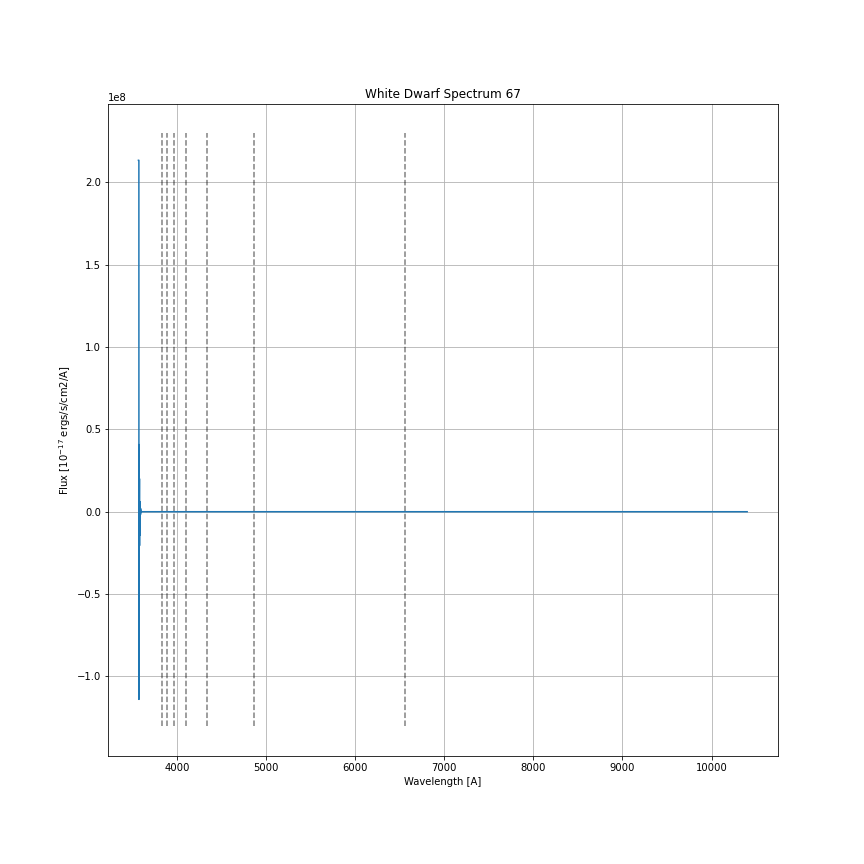 White Dwarf Spectrum 67
1e8
2.0
1.5
1.0
0.5
0.0
−0.5
−1.0
Flux [10⁻¹⁷ ergs/s/cm2/A]
4000 5000 6000 7000 8000 9000 10000
Wavelength [A]